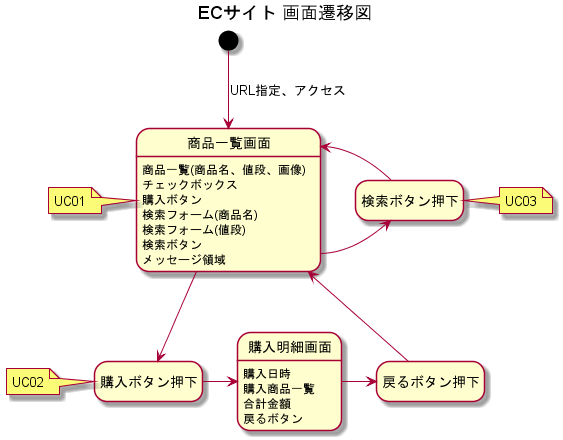 ECサイト 画面遷移図
URL指定、アクセス
商品一覧画面
商品一覧(商品名、値段、画像)
チェックボックス
購入ボタン
検索フォーム(商品名)
検索フォーム(値段)
検索ボタン
メッセージ領域
UC01
検索ボタン押下
UC03
UC02
購入ボタン押下
購入明細画面
購入日時
購入商品一覧
合計金額
戻るボタン
戻るボタン押下